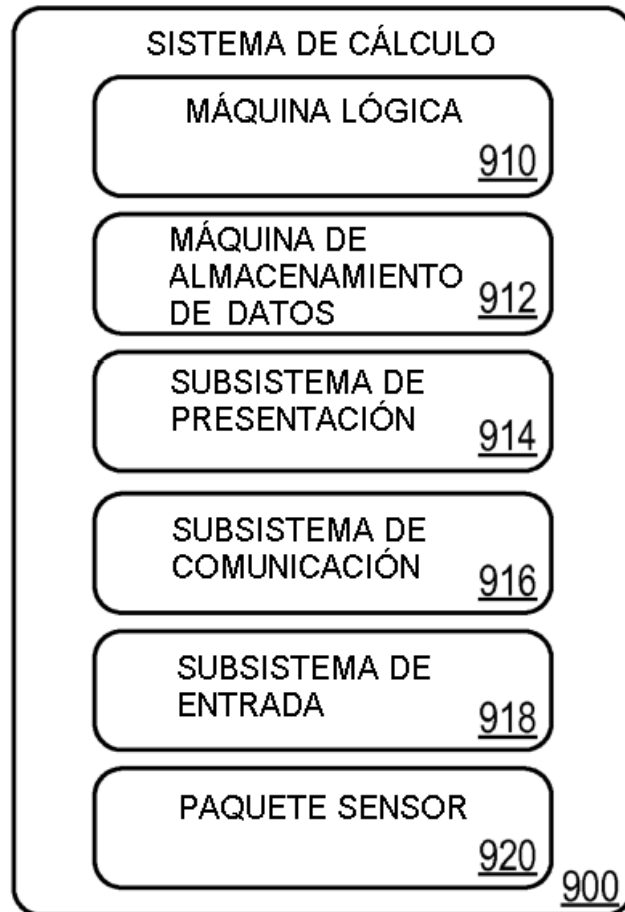 SISTEMA DE CÁLCULO
MÁQUINA LÓGICA
910
MÁQUINA DE
ALMACENAMIENTO
DE DATOS
912
SUBSISTEMA DE
PRESENTACIÓN
914
SUBSISTEMA DE
COMUNICACIÓN
916
SUBSISTEMA DE
ENTRADA
918
PAQUETE SENSOR
920
900